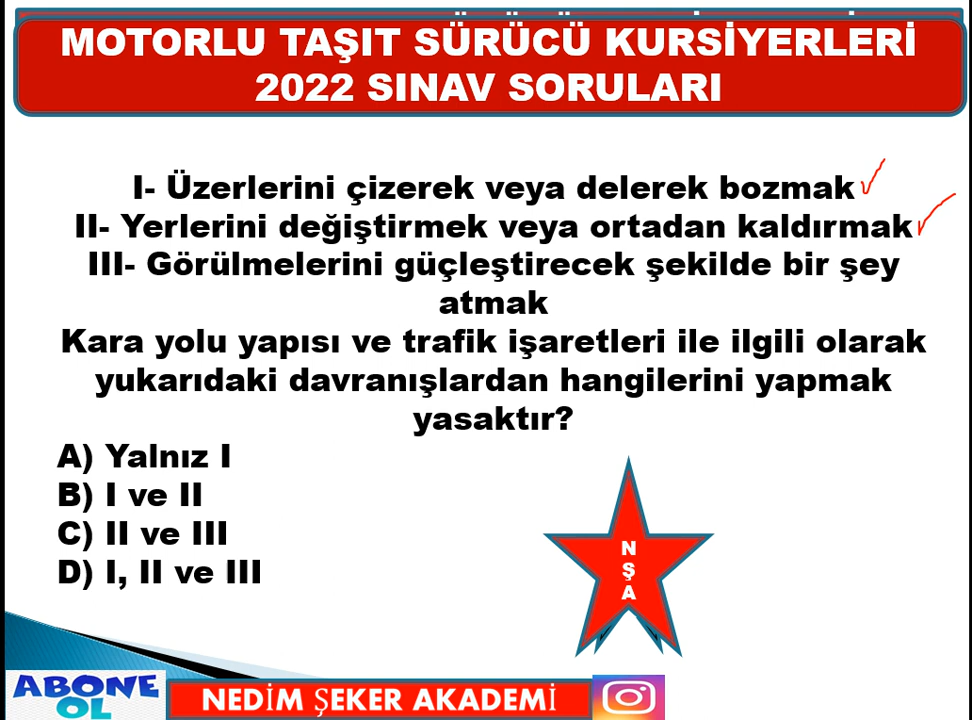 MOTORLU TAŞIT SÜRÜCÜ KURSİYERLERİ
2022 SINAV SORULARI
I- Üzerlerini çizerek veya delerek bozmak
II- Yerlerini değiştirmek veya ortadan kaldırmak
III- Görülmelerini güçleştirecek şekilde bir şey
atmak
Kara yolu yapısı ve trafik işaretleri ile ilgili olarak
yukarıdaki davranışlardan hangilerini yapmak
yasaktır?
A) Yalnız I
B) I ve II
C) II ve III
D) I, II ve III
N
Ş
A
ABONE
OL
NEDİM ŞEKER AKADEMİ